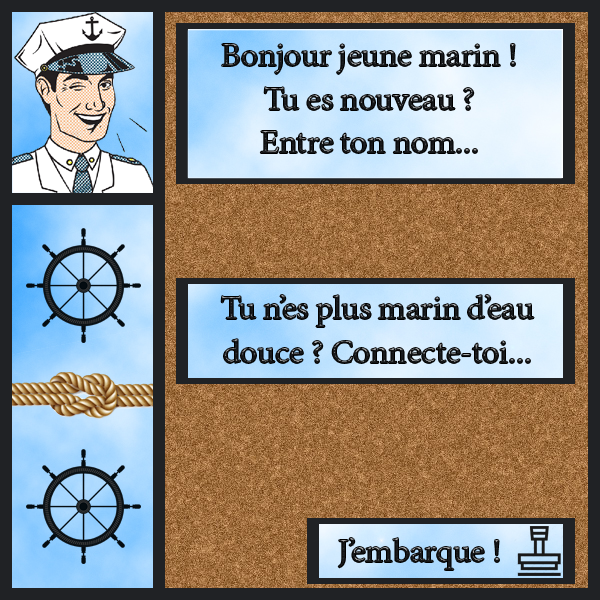 Bonjour jeune marin !
Tu es nouveau ?
Entre ton nom...
Tu n'es plus marin d'eau
douce ? Connecte-toi...
J'embarque !